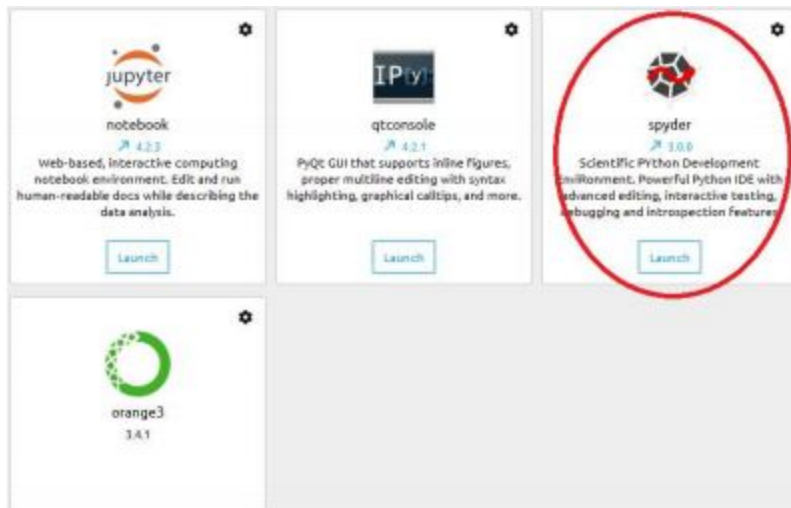 jupyter
notebook
4.2.3
Web-based, interactive computing
notebook environment. Edit and run
human-readable docs while describing the
data analysis.
Launch
IP[y]:
qtconsole
4.2.1
PyQt GUI that supports inline figures,
proper multiline editing with syntax
highlighting, graphical calltips, and more.
Launch
spyder
3.0.0
Scientific PYthon Development
EnviRonment. Powerful Python IDE with
advanced editing, interactive testing,
debugging and introspection features
Launch
orange3
3.4.1